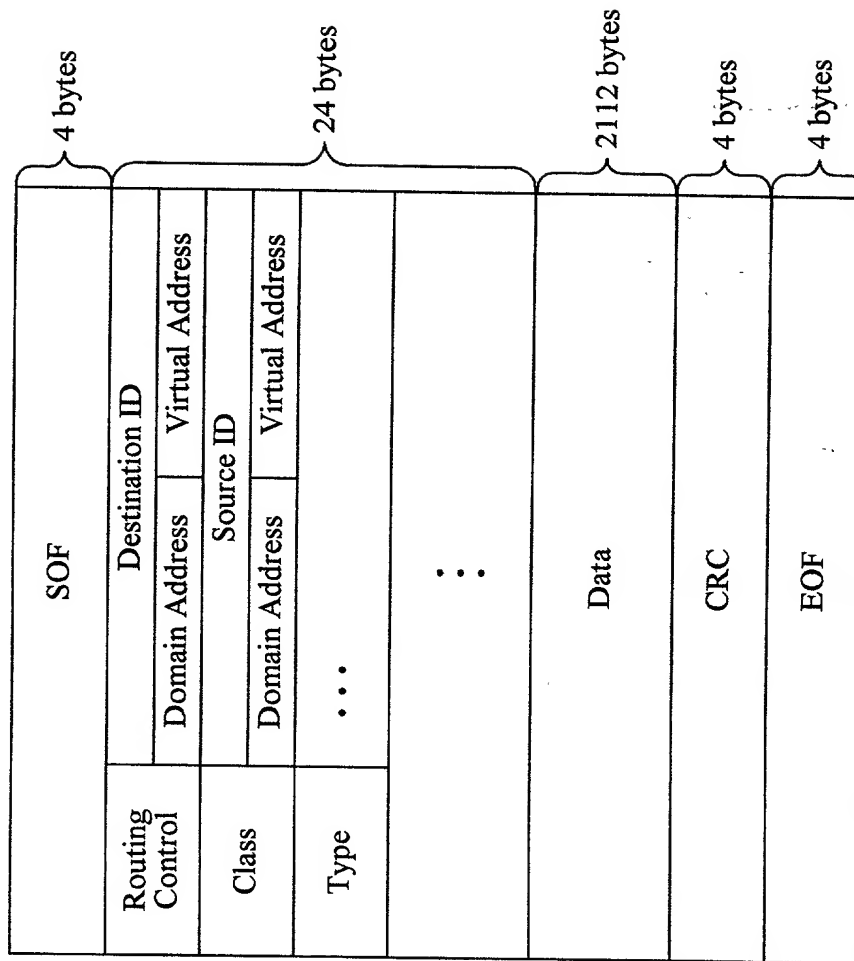 SOF
4 bytes
Routing
Control
Destination ID
Domain Address
Virtual Address
Class
Source ID
Domain Address
Virtual Address
Type
...
...
24 bytes
Data
2112 bytes
CRC
4 bytes
EOF
4 bytes